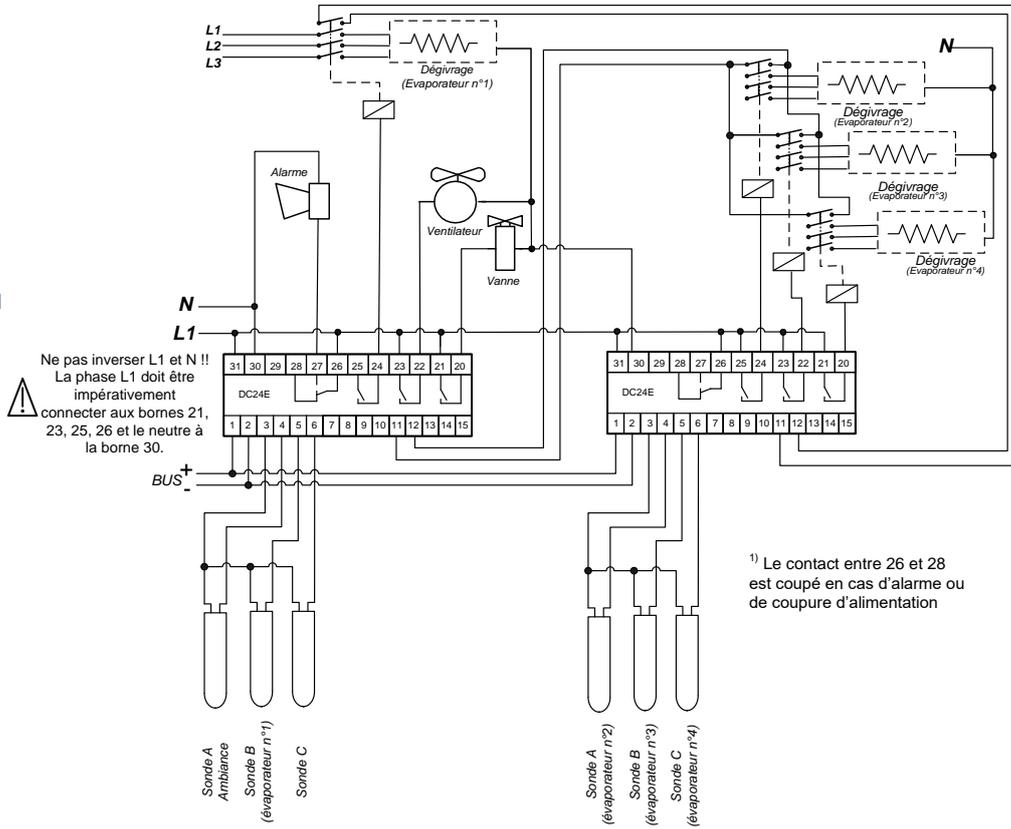 L1
L2
L3
Dégivrage
(Evaporateur n°1)
N
Dégivrage
(Evaporateur n°2)
Dégivrage
(Evaporateur n°3)
Dégivrage
(Evaporateur n°4)
Alarme
Ventilateur
Vanne
N
L1
Ne pas inverser L1 et N !!
La phase L1 doit être
impérativement
connecter aux bornes 21,
23, 25, 26 et le neutre à
la borne 30.
31 30 29 28 27 26 25 24 23 22 21 20
DC24E
1 2 3 4 5 6 7 8 9 10 11 12 13 14 15
31 30 29 28 27 26 25 24 23 22 21 20
DC24E
1 2 3 4 5 6 7 8 9 10 11 12 13 14 15
BUS + -
1) Le contact entre 26 et 28
est coupé en cas d'alarme ou
de coupure d'alimentation
Sonde A
Ambiance
Sonde B
(évaporateur n°1)
Sonde C
Sonde A
(évaporateur n°2)
Sonde B
(évaporateur n°3)
Sonde C
(évaporateur n°4)